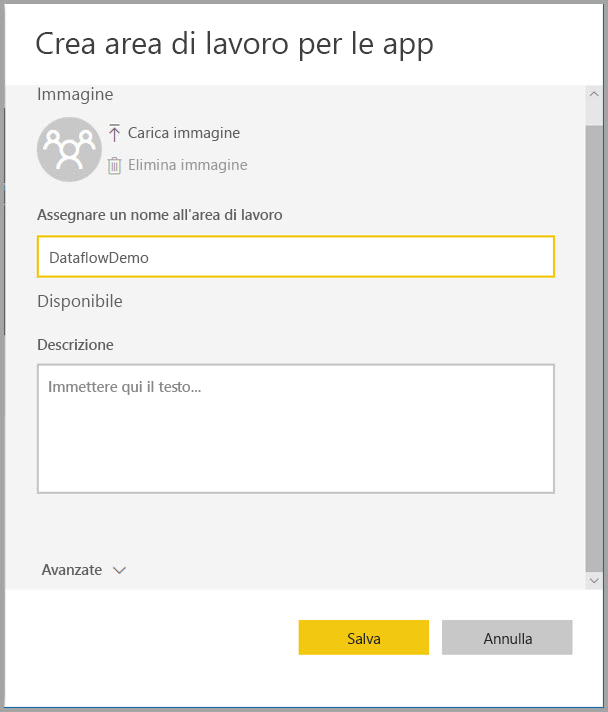 Crea area di lavoro per le app
Immagine
Carica immagine
Elimina immagine
Assegnare un nome all'area di lavoro
DataflowDemo
Disponibile
Descrizione
Immettere qui il testo...
Avanzate
Salva
Annulla